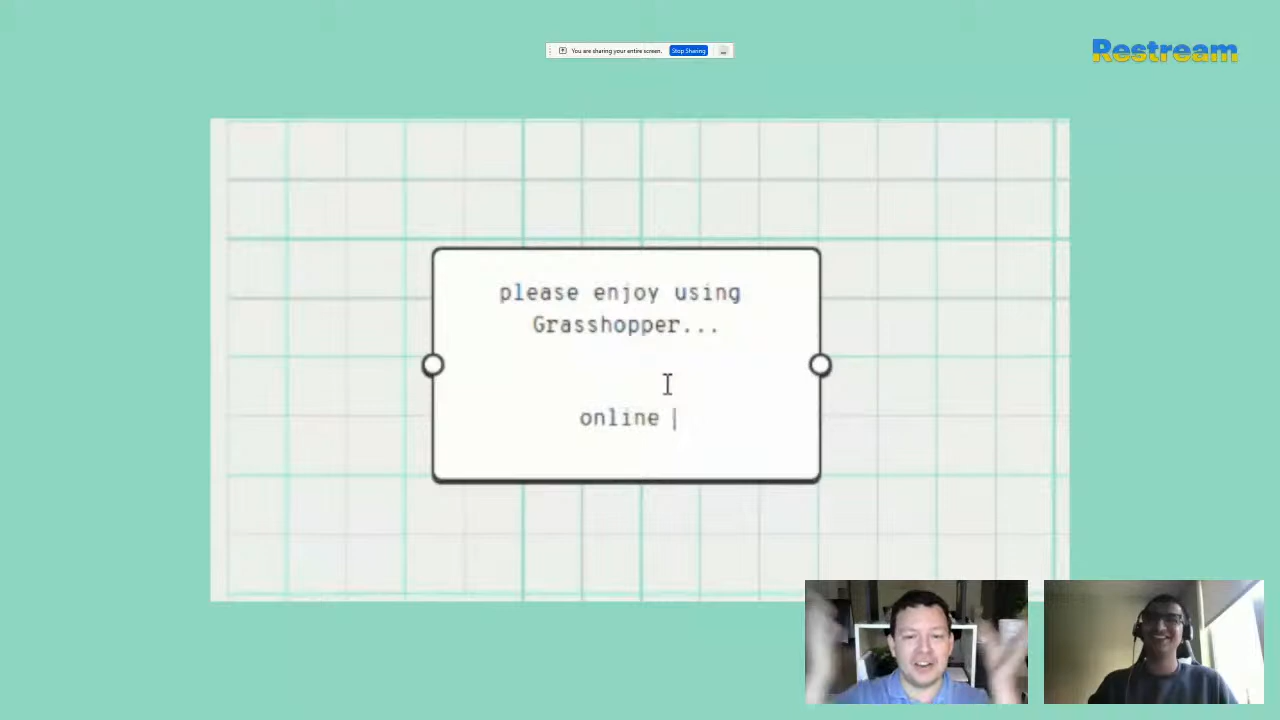 You are sharing your entire screen.
Stop Sharing
Restream
please enjoy using
Grasshopper...
online